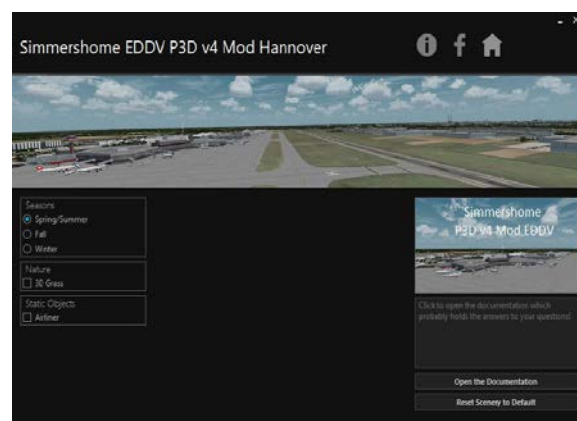 Simmershome EDDV P3D v4 Mod Hannover
Seasons
Spring/Summer
Fall
Winter
Nature
3D Grass
Static Objects
Airliner
Simmershome
P3D v4 Mod EDDV
Click to open the documentation which
probably holds the answers to your questions!
Open the Documentation
Reset Scenery to Default